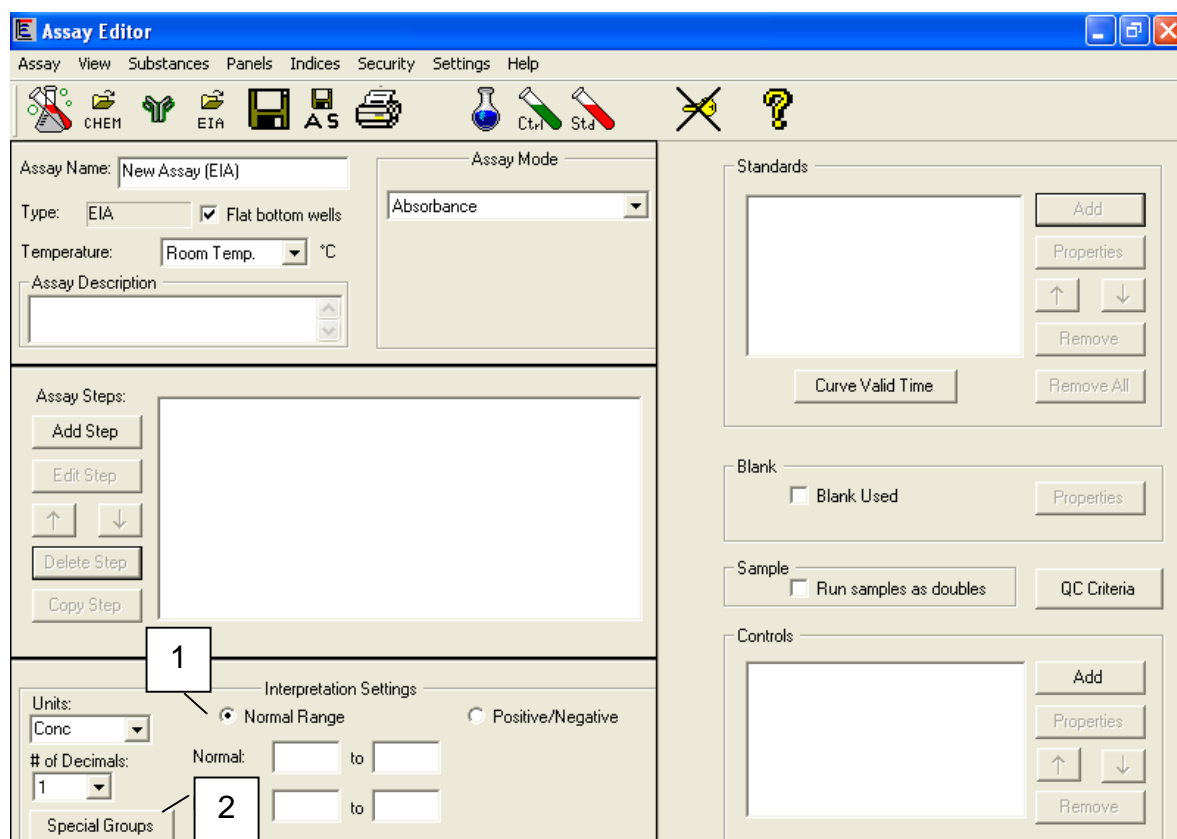 Assay Editor
Assay View Substances Panels Indices Security Settings Help
CHEM EIA AS Ctrl Std
Assay Name: New Assay (EIA)
Type: EIA Flat bottom wells
Temperature: Room Temp. °C
Assay Description
Assay Mode
Absorbance
Assay Steps:
Add Step
Edit Step
Delete Step
Copy Step
1
Interpretation Settings
Units:
Conc
Normal Range Positive/Negative
# of Decimals:
1
Normal: to
to
2
Special Groups
Standards
Add
Properties
Remove
Curve Valid Time Remove All
Blank
Blank Used Properties
Sample
Run samples as doubles QC Criteria
Controls
Add
Properties
Remove